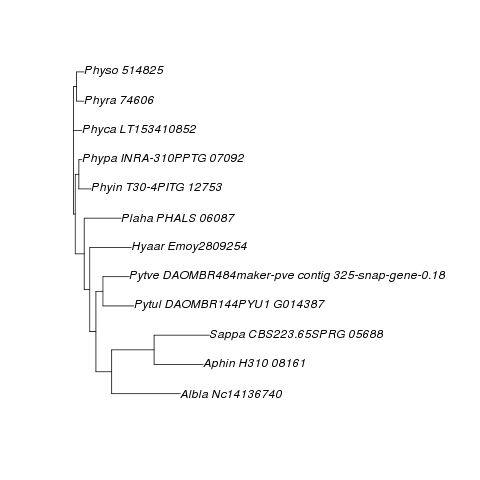 Physo 514825
Phyra 74606
Phyca LT153410852
Phypa INRA-310PPTG 07092
Phyin T30-4PITG 12753
Plaha PHALS 06087
Hyaar Emoy2809254
Pytve DAOMBR484maker-pve contig 325-snap-gene-0.18
Pytul DAOMBR144PYU1 G014387
Sappa CBS223.65SPRG 05688
Aphin H310 08161
Albla Nc14136740